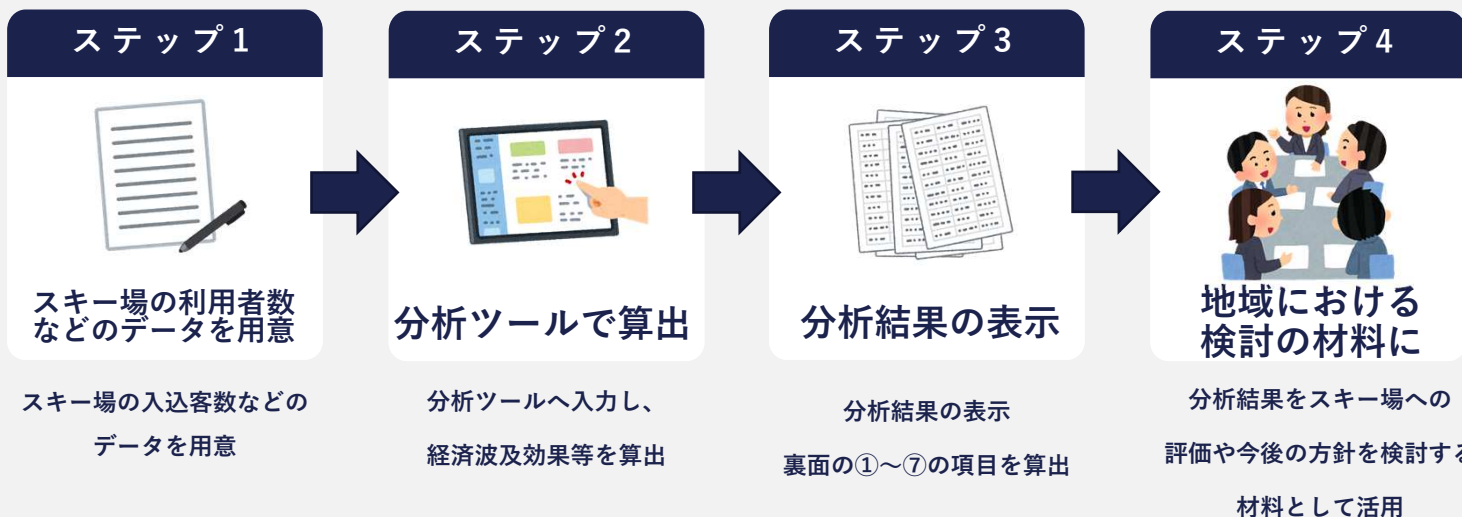 ステップ1
スキー場の利用者数
などのデータを用意
スキー場の入込客数などの
データを用意
ステップ2
分析ツールで算出
分析ツールへ入力し、
経済波及効果等を算出
ステップ3
分析結果の表示
分析結果の表示
裏面の①～⑦の項目を算出
ステップ4
地域における
検討の材料に
分析結果をスキー場への
評価や今後の方針を検討する
材料として活用